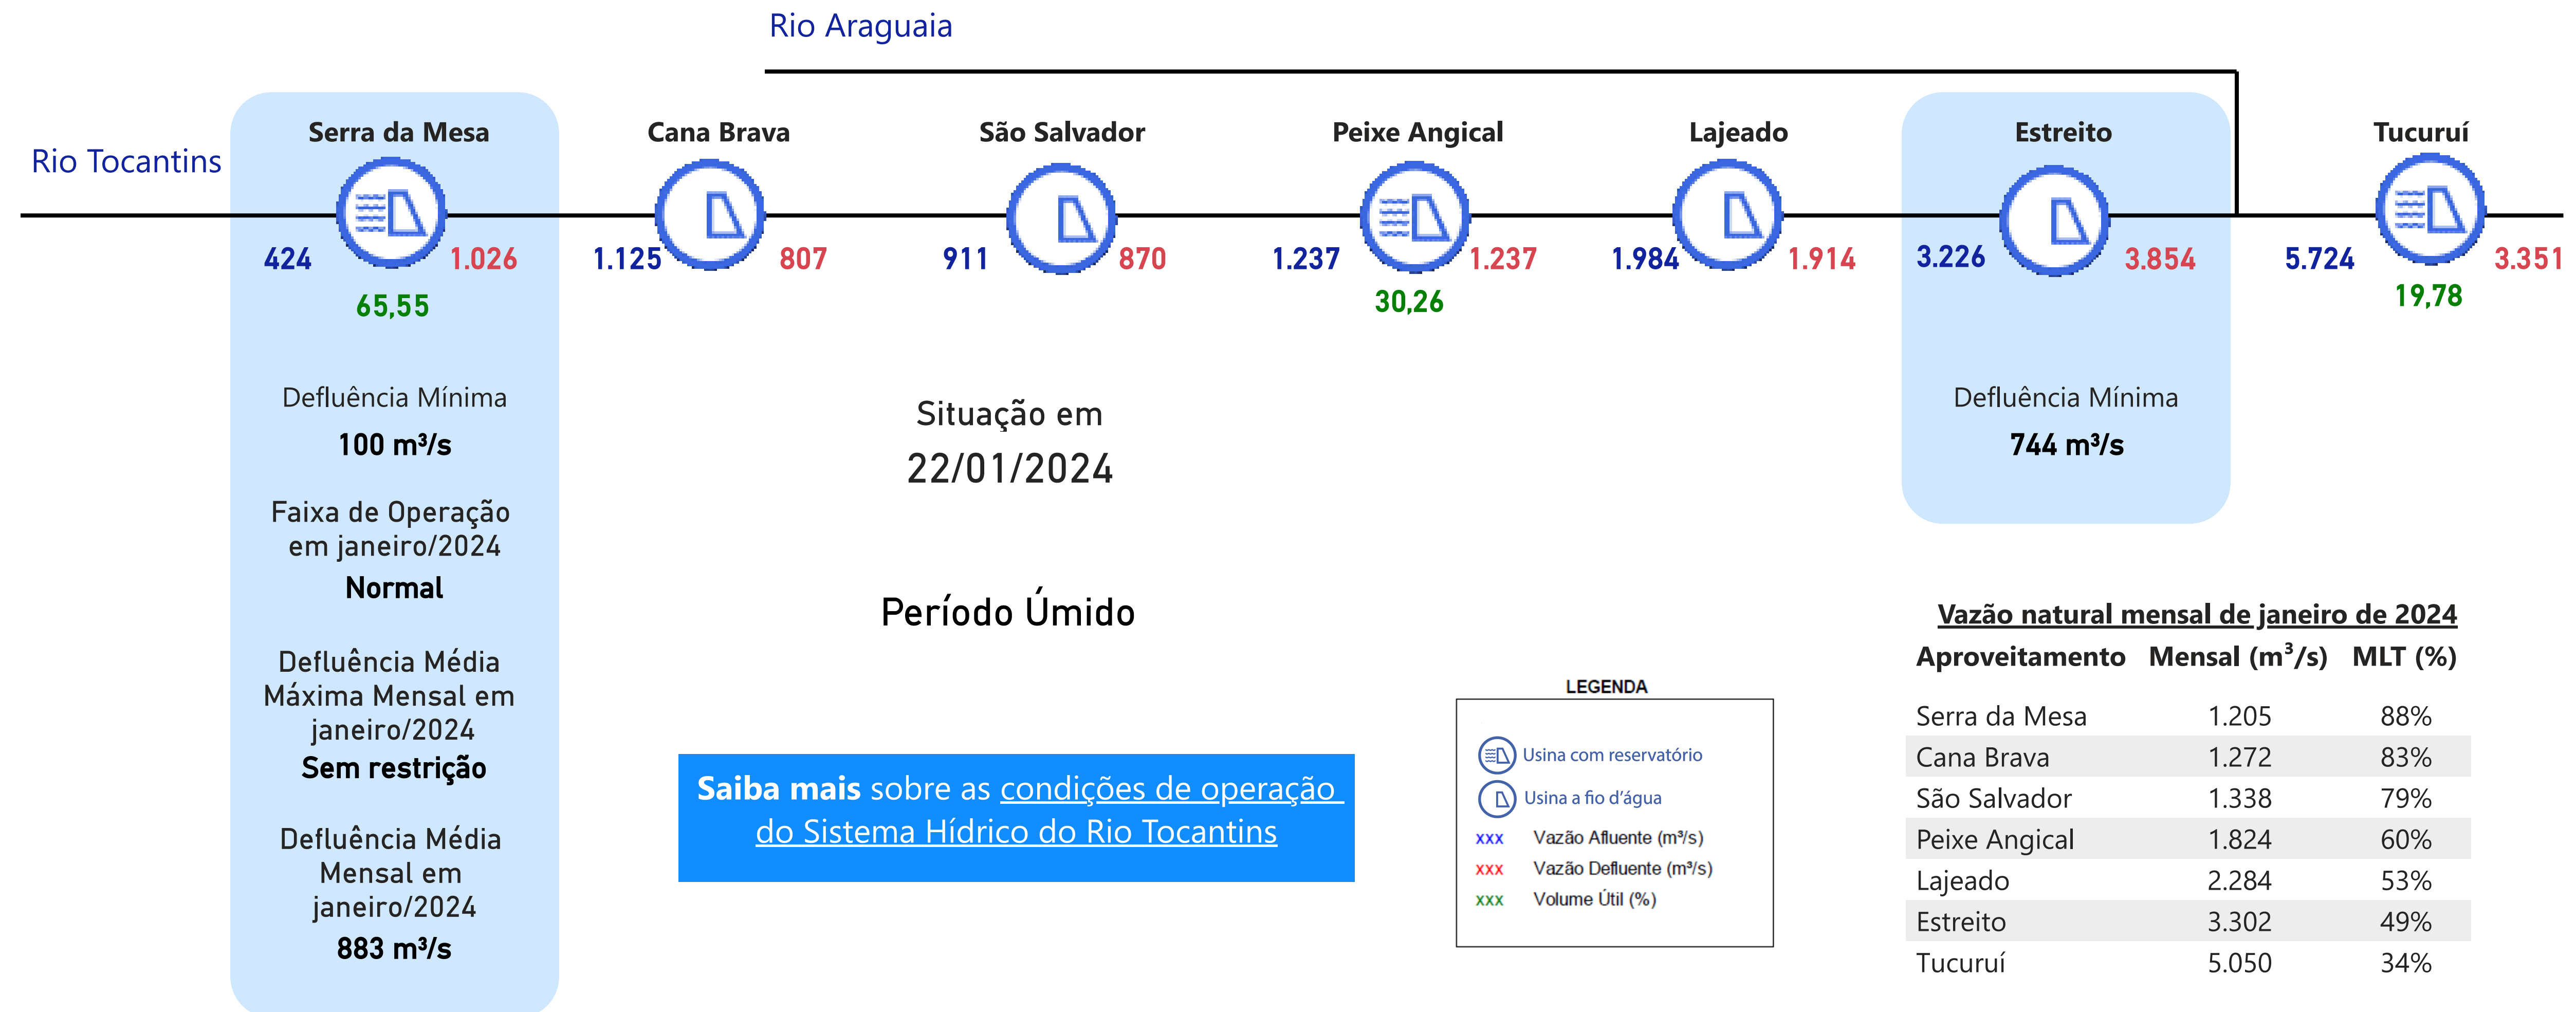 Rio Araguaia
Rio Tocantins
Serra da Mesa
Cana Brava
São Salvador
Peixe Angical
Lajeado
Estreito
Tucuruí
424
1.026
65,55
1.125
807
911
870
1.237
1.237
30,26
1.984
1.914
3.226
3.854
5.724
3.351
19,78
Defluência Mínima
100 m³/s
Faixa de Operação
em janeiro/2024
Normal
Defluência Média
Máxima Mensal em
janeiro/2024
Sem restrição
Defluência Média
Mensal em
janeiro/2024
883 m³/s
Situação em
22/01/2024
Período Úmido
Saiba mais sobre as condições de operação
do Sistema Hídrico do Rio Tocantins
Defluência Mínima
744 m³/s
LEGENDA
Usina com reservatório
Usina a fio d'água
xxx Vazão Afluente (m³/s)
xxx Vazão Defluente (m³/s)
xxx Volume Útil (%)
Vazão natural mensal de janeiro de 2024
Aproveitamento Mensal (m³/s) MLT (%)
Serra da Mesa 1.205 88%
Cana Brava 1.272 83%
São Salvador 1.338 79%
Peixe Angical 1.824 60%
Lajeado 2.284 53%
Estreito 3.302 49%
Tucuruí 5.050 34%